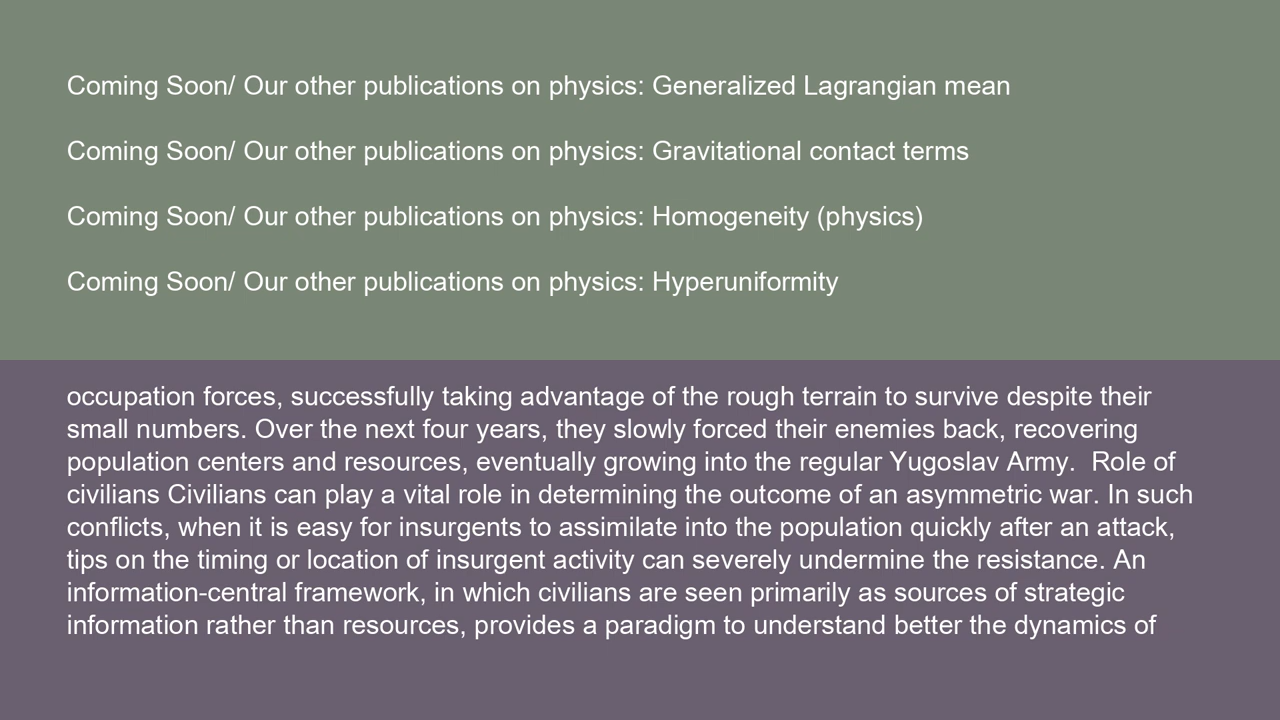 Coming Soon/ Our other publications on physics: Generalized Lagrangian mean
Coming Soon/ Our other publications on physics: Gravitational contact terms
Coming Soon/ Our other publications on physics: Homogeneity (physics)
Coming Soon/ Our other publications on physics: Hyperuniformity
occupation forces, successfully taking advantage of the rough terrain to survive despite their
small numbers. Over the next four years, they slowly forced their enemies back, recovering
population centers and resources, eventually growing into the regular Yugoslav Army.  Role of
civilians Civilians can play a vital role in determining the outcome of an asymmetric war. In such
conflicts, when it is easy for insurgents to assimilate into the population quickly after an attack,
tips on the timing or location of insurgent activity can severely undermine the resistance. An
information-central framework, in which civilians are seen primarily as sources of strategic
information rather than resources, provides a paradigm to understand better the dynamics of